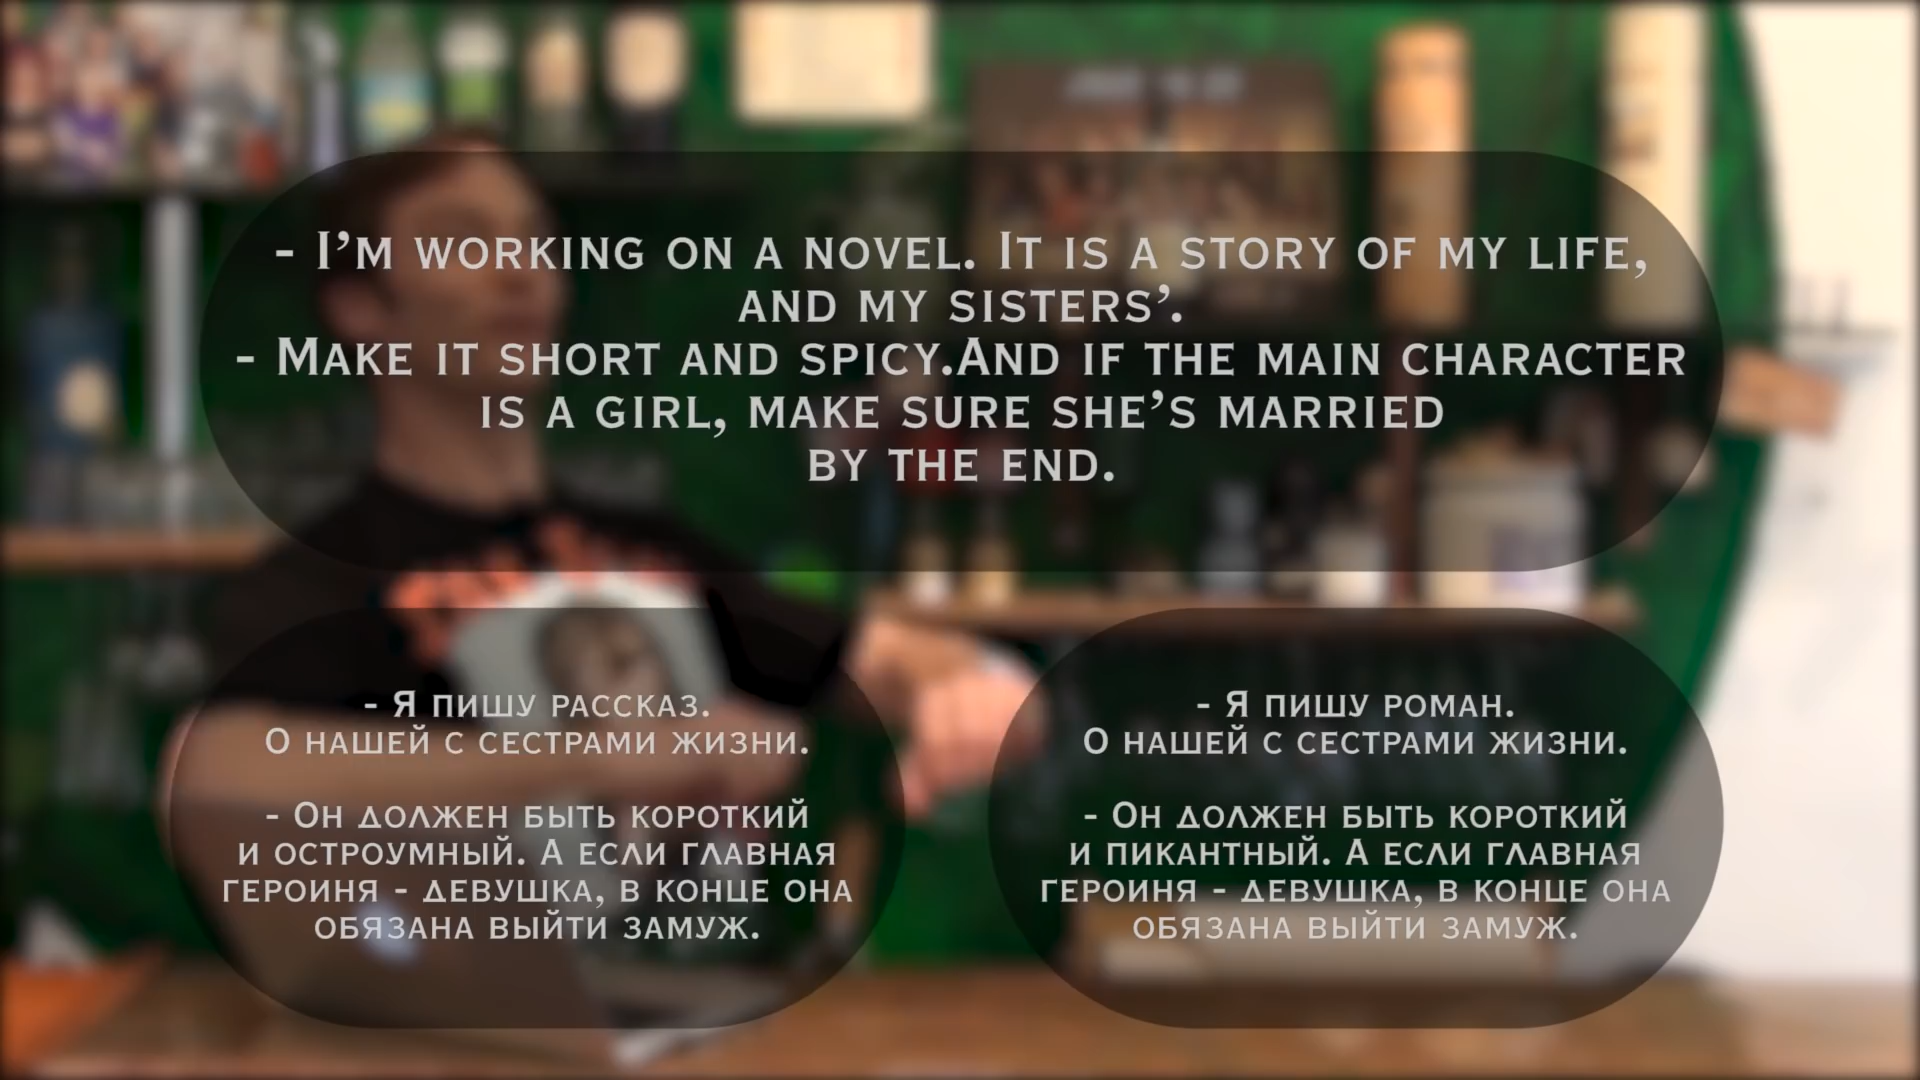 - I’m working on a novel. It is a story of my life,
and my sisters’.
- Make it short and spicy.And if the main character
is a girl, make sure she’s married
by the end.
- Я пишу рассказ.
О нашей с сестрами жизни.
- Он должен быть короткий
и остроумный. А если главная
героиня - девушка, в конце она
обязана выйти замуж.
- Я пишу роман.
О нашей с сестрами жизни.
- Он должен быть короткий
и пикантный. А если главная
героиня - девушка, в конце она
обязана выйти замуж.